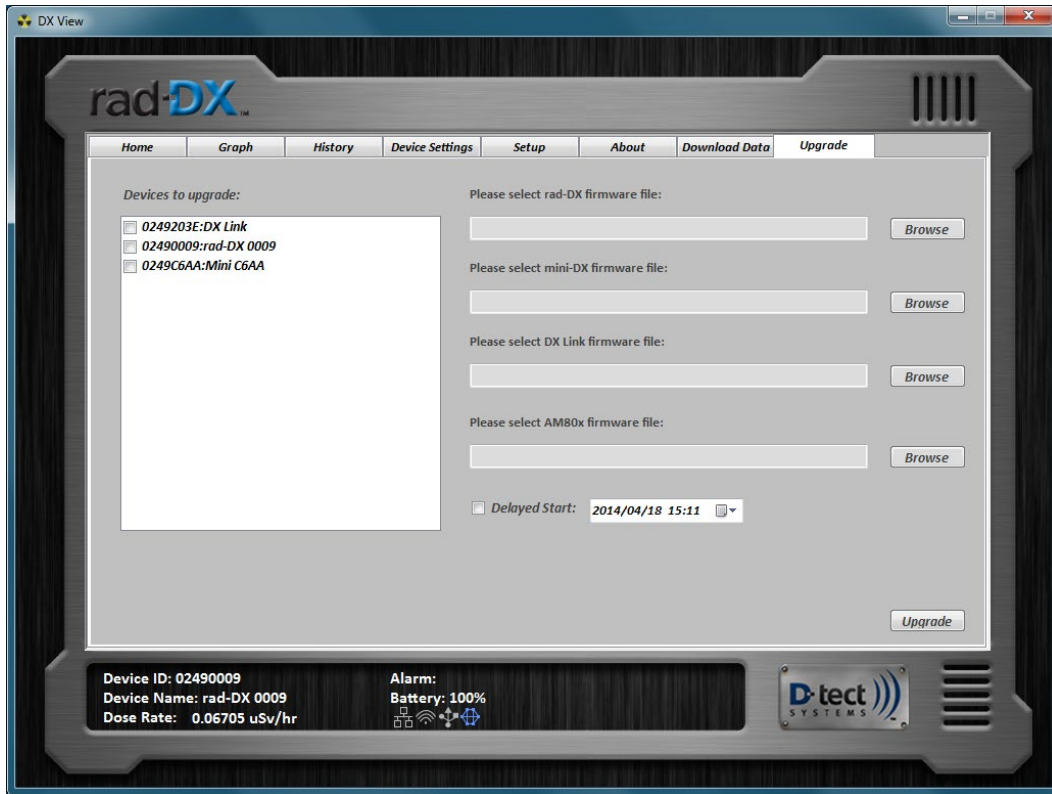 DX View
rad-DX™
Home Graph History Device Settings Setup About Download Data Upgrade
Devices to upgrade:
0249203E:DX Link
02490009:rad-DX 0009
0249C6AA:Mini C6AA
Please select rad-DX firmware file:
Browse
Please select mini-DX firmware file:
Browse
Please select DX Link firmware file:
Browse
Please select AM80x firmware file:
Browse
Delayed Start: 2014/04/18 15:11
Upgrade
Device ID: 02490009
Device Name: rad-DX 0009
Dose Rate: 0.06705 uSv/hr
Alarm:
Battery: 100%
D-tect
SYSTEMS